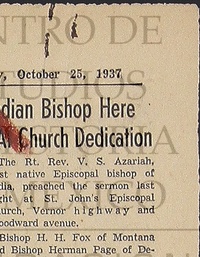 NTRO DE
y, October 25, 1937
dian Bishop Here
A Church Dedication
The Rt. Rev. V. S. Azariah,
st native Episcopal bishop of
dia, preached the sermon last
ght at St. John's Episcopal
urch, Vernor highway and
oodward avenue.
Bishop H. H. Fox of Montana
d Bishop Herman Page of De-